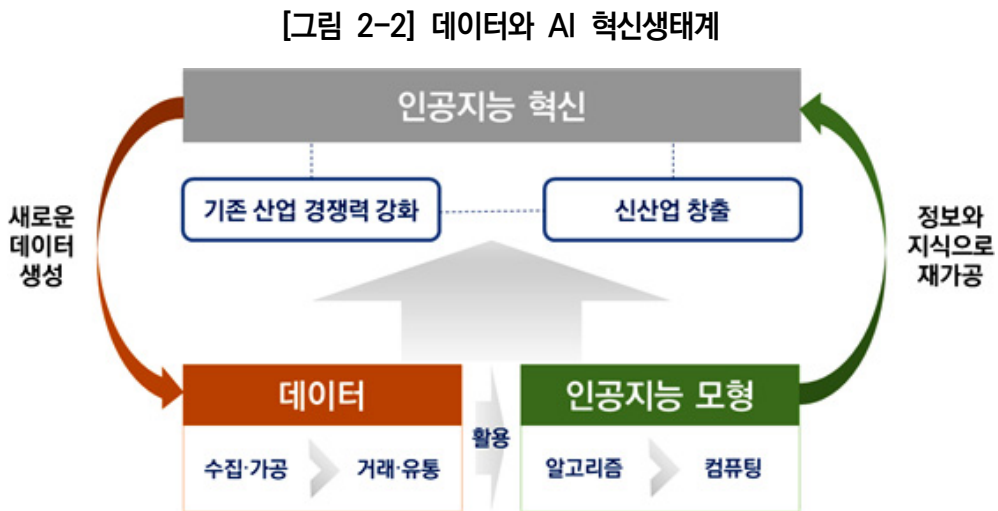 [그림 2-2] 데이터와 AI 혁신생태계
인공지능 혁신
기존 산업 경쟁력 강화
신산업 창출
새로운
데이터
생성
정보와
지식으로
재가공
데이터
활용
인공지능 모형
수집·가공
거래·유통
알고리즘
컴퓨팅